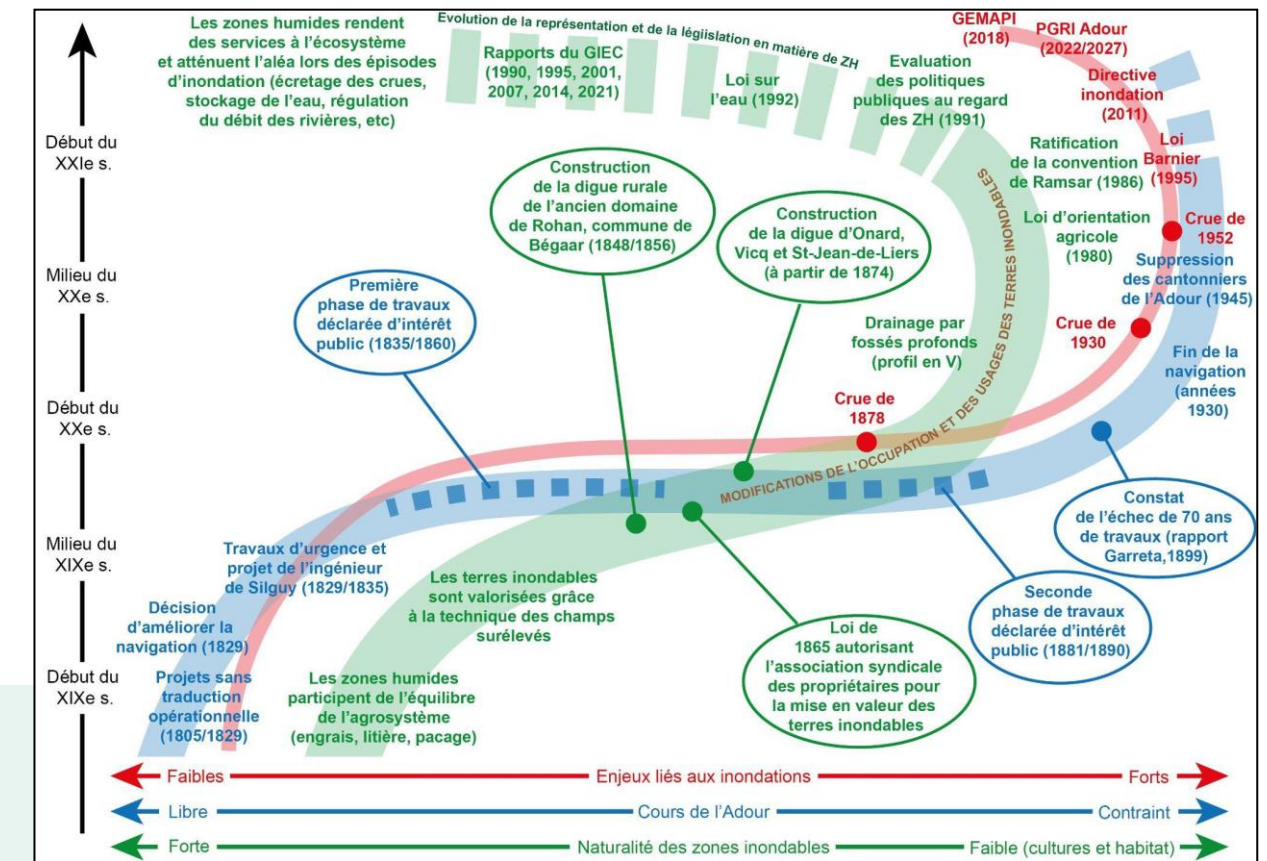 Les zones humides rendent
des services à l'écosystème
et atténuent l'aléa lors des épisodes
d'inondation (écretage des crues,
stockage de l'eau, régulation
du débit des rivières, etc)
Evolution de la représentation et de la législation en matière de ZH
Rapports du GIEC
(1990, 1995, 2001,
2007, 2014, 2021)
Loi sur
l'eau (1992)
Evaluation
des politiques
publiques au regard
des ZH (1991)
GEMAPI
(2018)
PGRI Adour
(2022/2027)
Directive
inondation
(2011)
Loi
Barnier
(1995)
Ratification
de la convention
de Ramsar (1986)
Loi d'orientation
agricole
(1980)
Crue de
1952
Suppression
des cantonniers
de l'Adour (1945)
Crue de
1930
Fin de la
navigation
(années
1930)
Début du
XXIe s.
Milieu du
XXe s.
Début du
XXe s.
Milieu du
XIXe s.
Début du
XIXe s.
Construction
de la digue rurale
de l'ancien domaine
de Rohan, commune de
Bégaar (1848/1856)
Construction
de la digue d'Onard,
Vicq et St-Jean-de-Liers
(à partir de 1874)
Première
phase de travaux
déclarée d'intérêt
public (1835/1860)
Drainage par
fossés profonds
(profil en V)
Crue de
1878
MODIFICATIONS DE L'OCCUPATION ET DES USAGES DES TERRES INONDABLES
Constat
de l'échec de 70 ans
de travaux (rapport
Garreta,1899)
Travaux d'urgence et
projet de l'ingénieur
de Silguy (1829/1835)
Les terres inondables
sont valorisées grâce
à la technique des champs
surélevés
Seconde
phase de travaux
déclarée d'intérêt
public (1881/1890)
Décision
d'améliorer la
navigation (1829)
Loi de
1865 autorisant
l'association syndicale
des propriétaires pour
la mise en valeur des
terres inondables
Projets sans
traduction
opérationnelle
(1805/1829)
Les zones humides
participent de l'équilibre
de l'agrosystème
(engrais, litière, pacage)
Faibles Enjeux liés aux inondations Forts
Libre Cours de l'Adour Contraint
Forte Naturalité des zones inondables Faible (cultures et habitat)